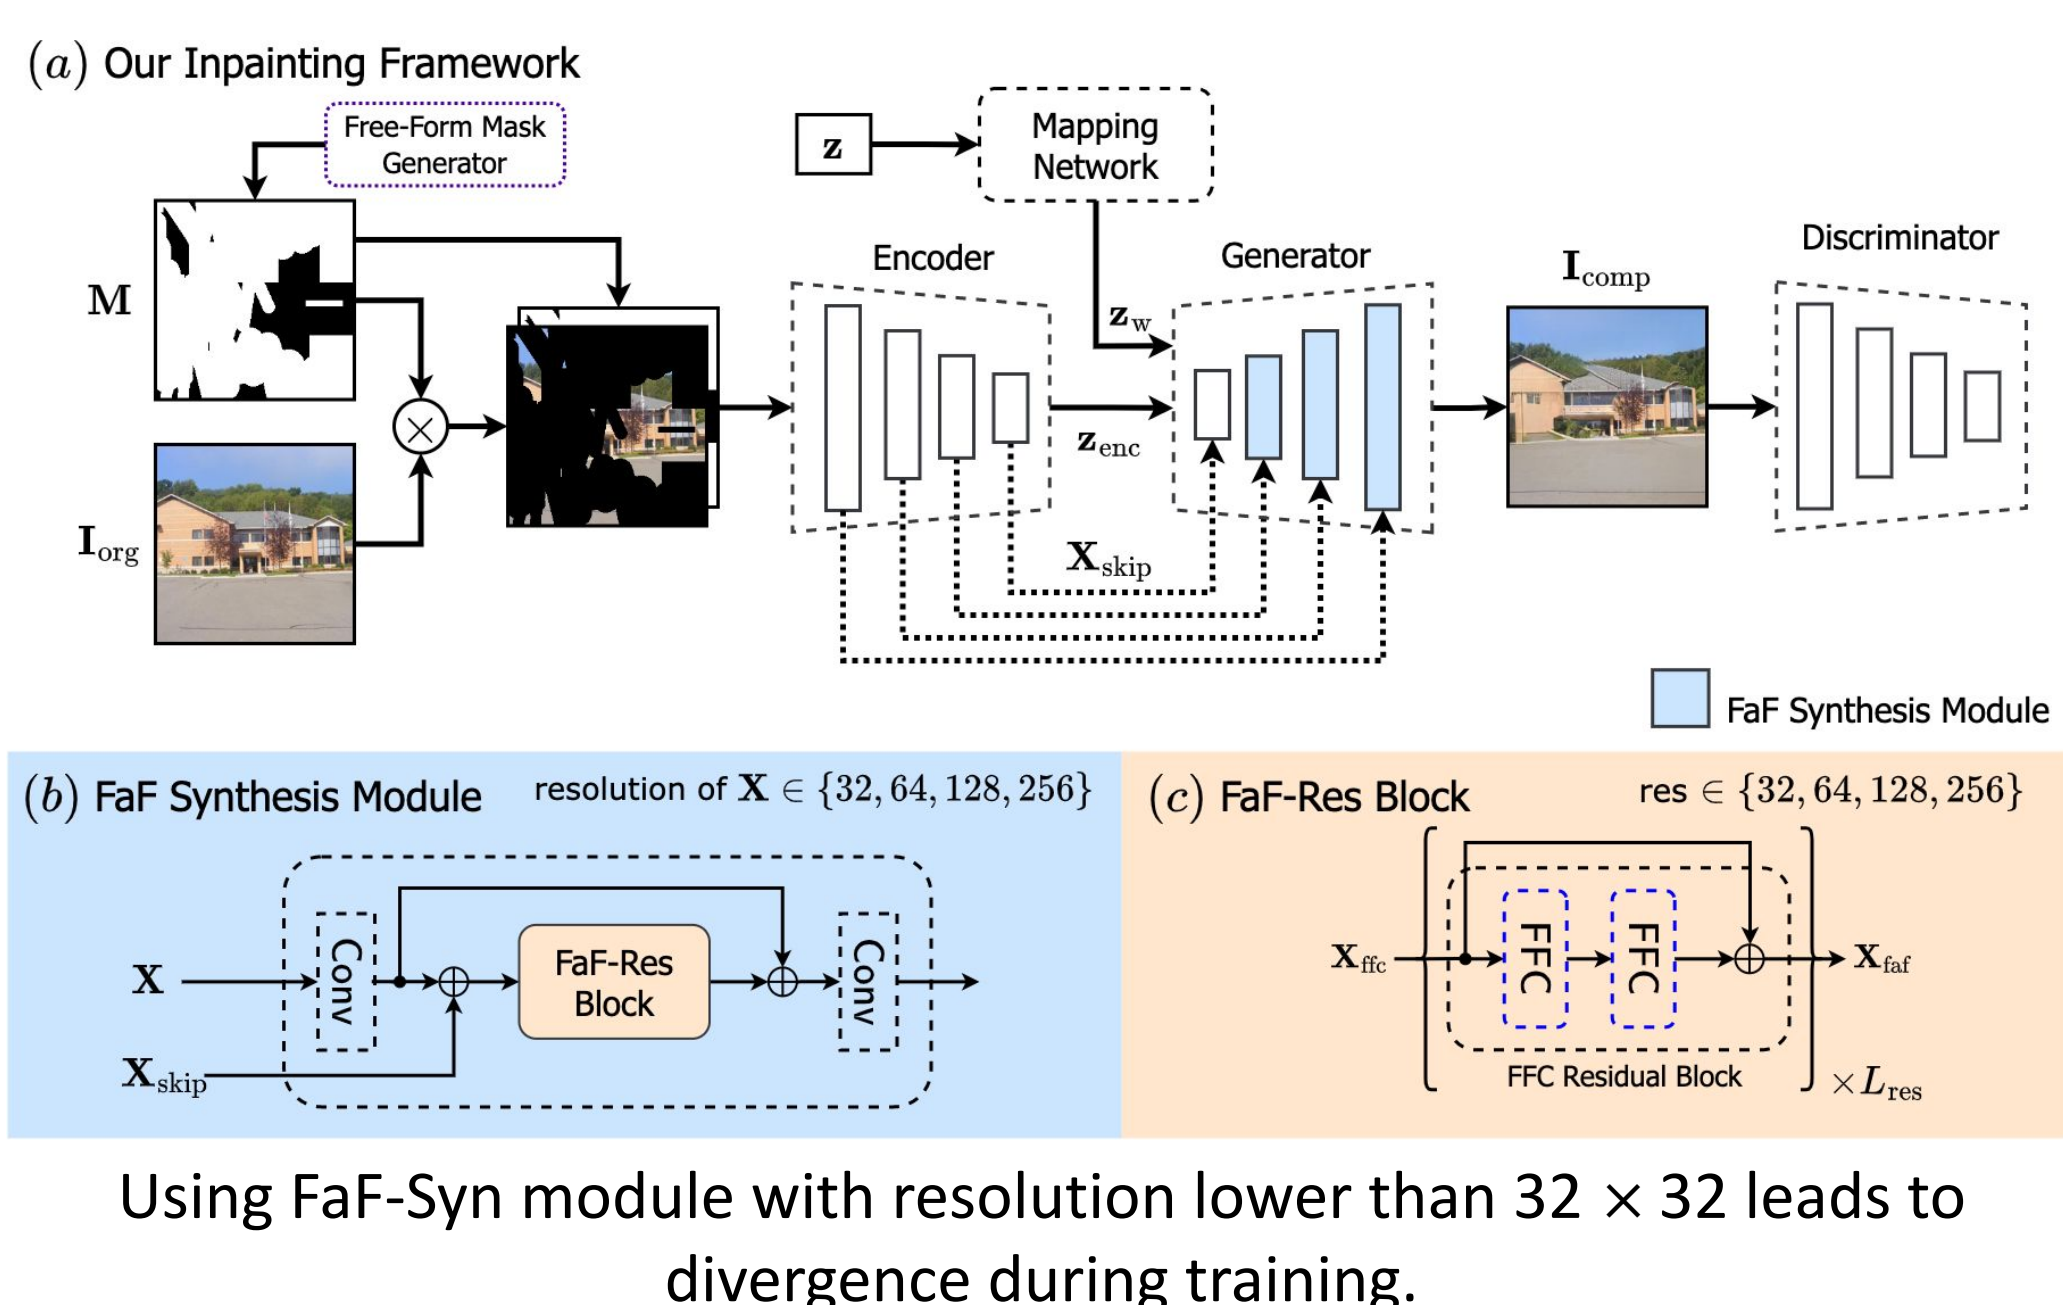 (a) Our Inpainting Framework
Free-Form Mask
Generator
z
Mapping
Network
M
Encoder
Generator
I_comp
Discriminator
z_w
z_enc
I_org
X_skip
FaF Synthesis Module
(b) FaF Synthesis Module resolution of X ∈ {32, 64, 128, 256}
X
Conv
FaF-Res
Block
Conv
X_skip
(c) FaF-Res Block res ∈ {32, 64, 128, 256}
X_ffc
FFC
FFC
X_faf
FFC Residual Block
×L_res
Using FaF-Syn module with resolution lower than 32 × 32 leads to
divergence during training.